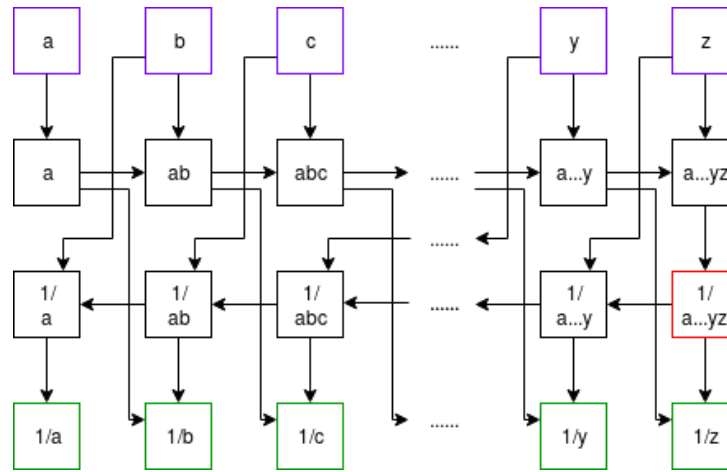 a b c ...... y z
a ab abc ...... a...y a...yz
......
1/ 1/ 1/ ...... 1/ 1/
a ab abc a...y a...yz
1/a 1/b 1/c ...... 1/y 1/z